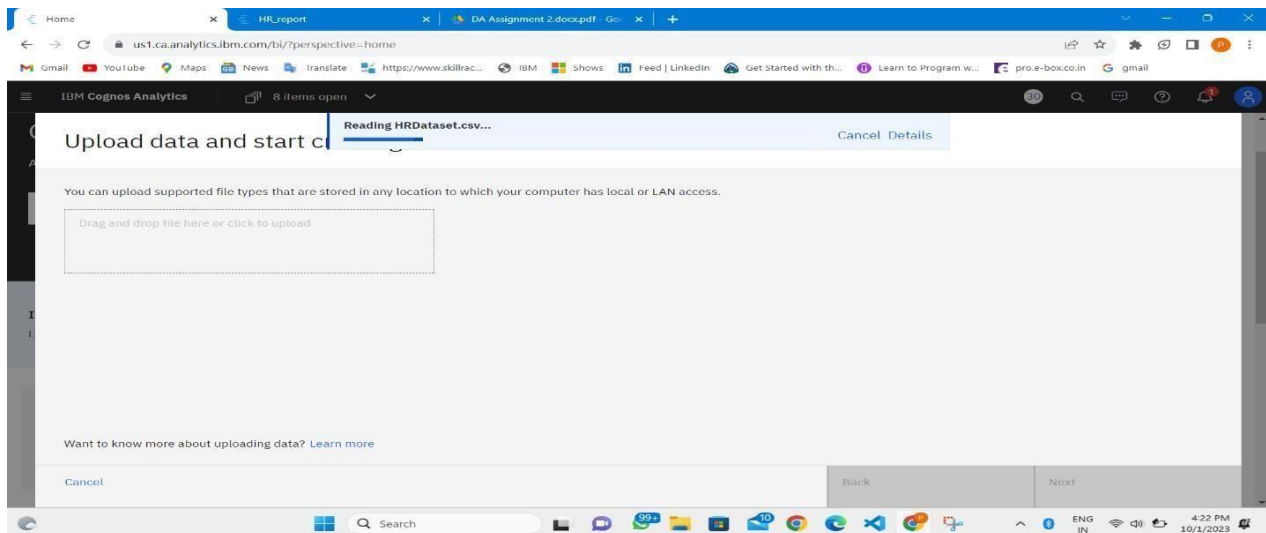 Home × HR_report × DA Assignment 2.docx.pdf - Goo × +
us1.ca.analytics.ibm.com/bi/?perspective=home
Gmail YouTube Maps News Translate https://www.skillrac... IBM Shows Feed | LinkedIn Get Started with th... Learn to Program w... pro.e-box.co.in gmail
IBM Cognos Analytics 8 items open 30
Reading HRDataset.csv...
Cancel Details
Upload data and start
You can upload supported file types that are stored in any location to which your computer has local or LAN access.
Drag and drop file here or click to upload
Want to know more about uploading data? Learn more
Cancel Back Next
Search 99+ 10 ENG 4:22 PM
IN 10/1/2023